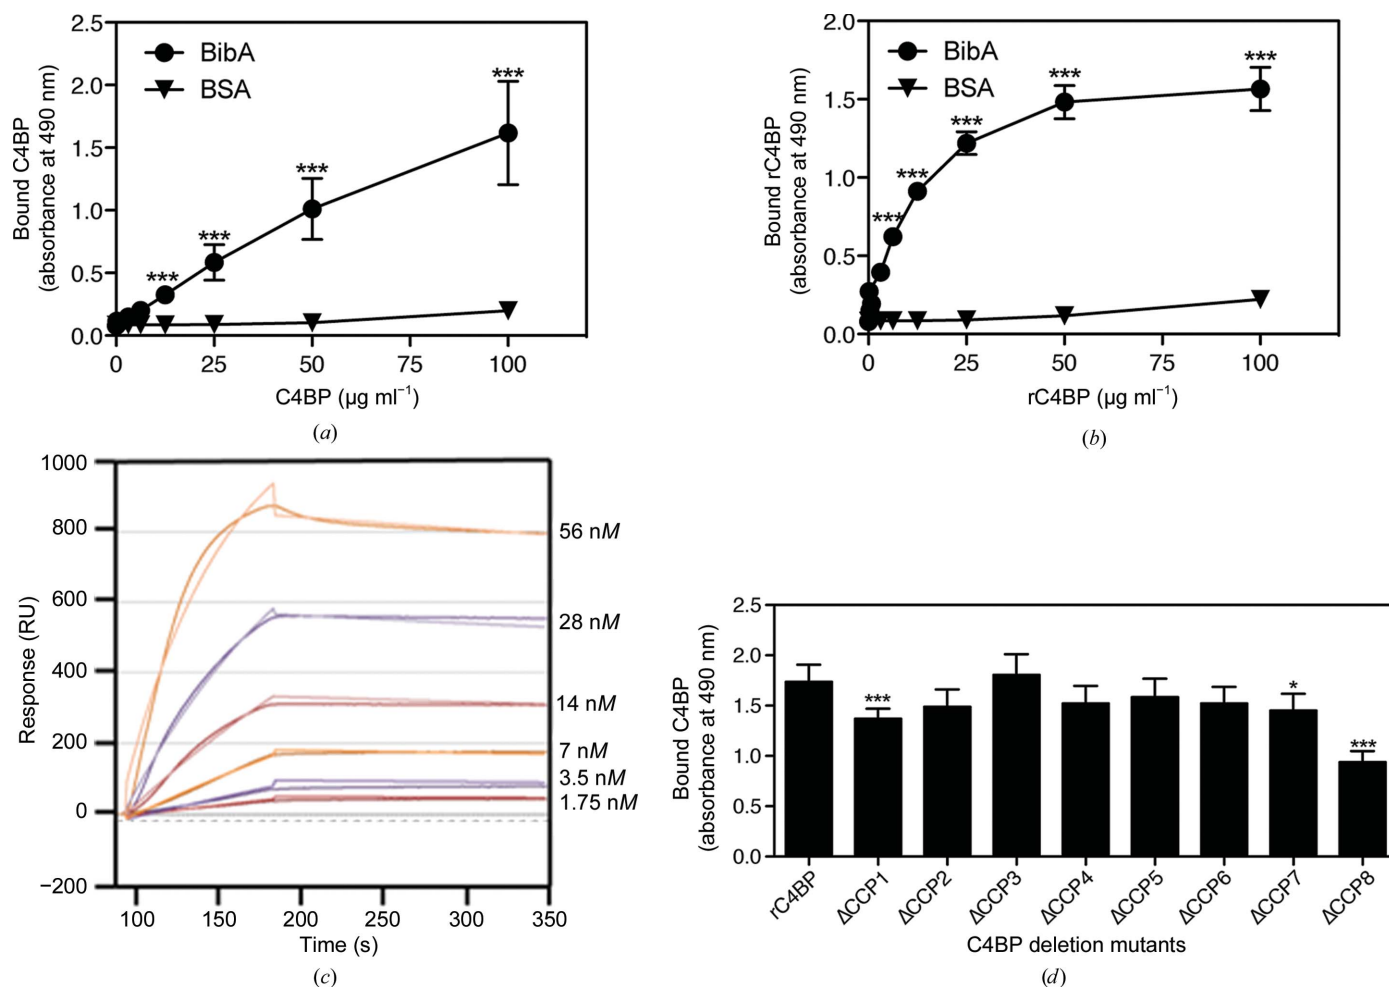 2.5
2.0
1.5
1.0
0.5
0.0
Bound C4BP
(absorbance at 490 nm)
BibA
BSA
***
***
***
***
0
25
50
75
100
C4BP (µg ml⁻¹)
(a)
2.0
1.5
1.0
0.5
0.0
Bound rC4BP
(absorbance at 490 nm)
BibA
BSA
***
***
***
***
***
0
25
50
75
100
rC4BP (µg ml⁻¹)
(b)
1000
800
600
400
200
0
−200
Response (RU)
56 nM
28 nM
14 nM
7 nM
3.5 nM
1.75 nM
100
150
200
250
300
350
Time (s)
(c)
2.5
2.0
1.5
1.0
0.5
0.0
Bound C4BP
(absorbance at 490 nm)
***
*
***
rC4BP
ΔCCP1
ΔCCP2
ΔCCP3
ΔCCP4
ΔCCP5
ΔCCP6
ΔCCP7
ΔCCP8
C4BP deletion mutants
(d)